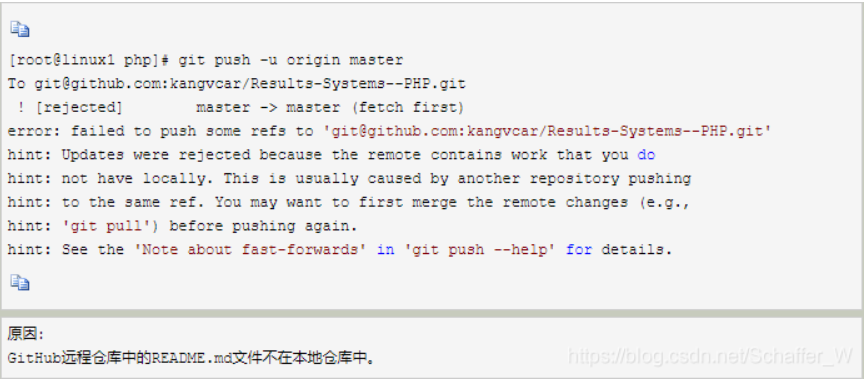 [root@linux1 php]# git push -u origin master
To git@github.com:kangvcar/Results-Systems--PHP.git
 ! [rejected]        master -> master (fetch first)
error: failed to push some refs to 'git@github.com:kangvcar/Results-Systems--PHP.git'
hint: Updates were rejected because the remote contains work that you do
hint: not have locally. This is usually caused by another repository pushing
hint: to the same ref. You may want to first merge the remote changes (e.g.,
hint: 'git pull') before pushing again.
hint: See the 'Note about fast-forwards' in 'git push --help' for details.
原因:
GitHub远程仓库中的README.md文件不在本地仓库中。
https://blog.csdn.net/Schaffer_W